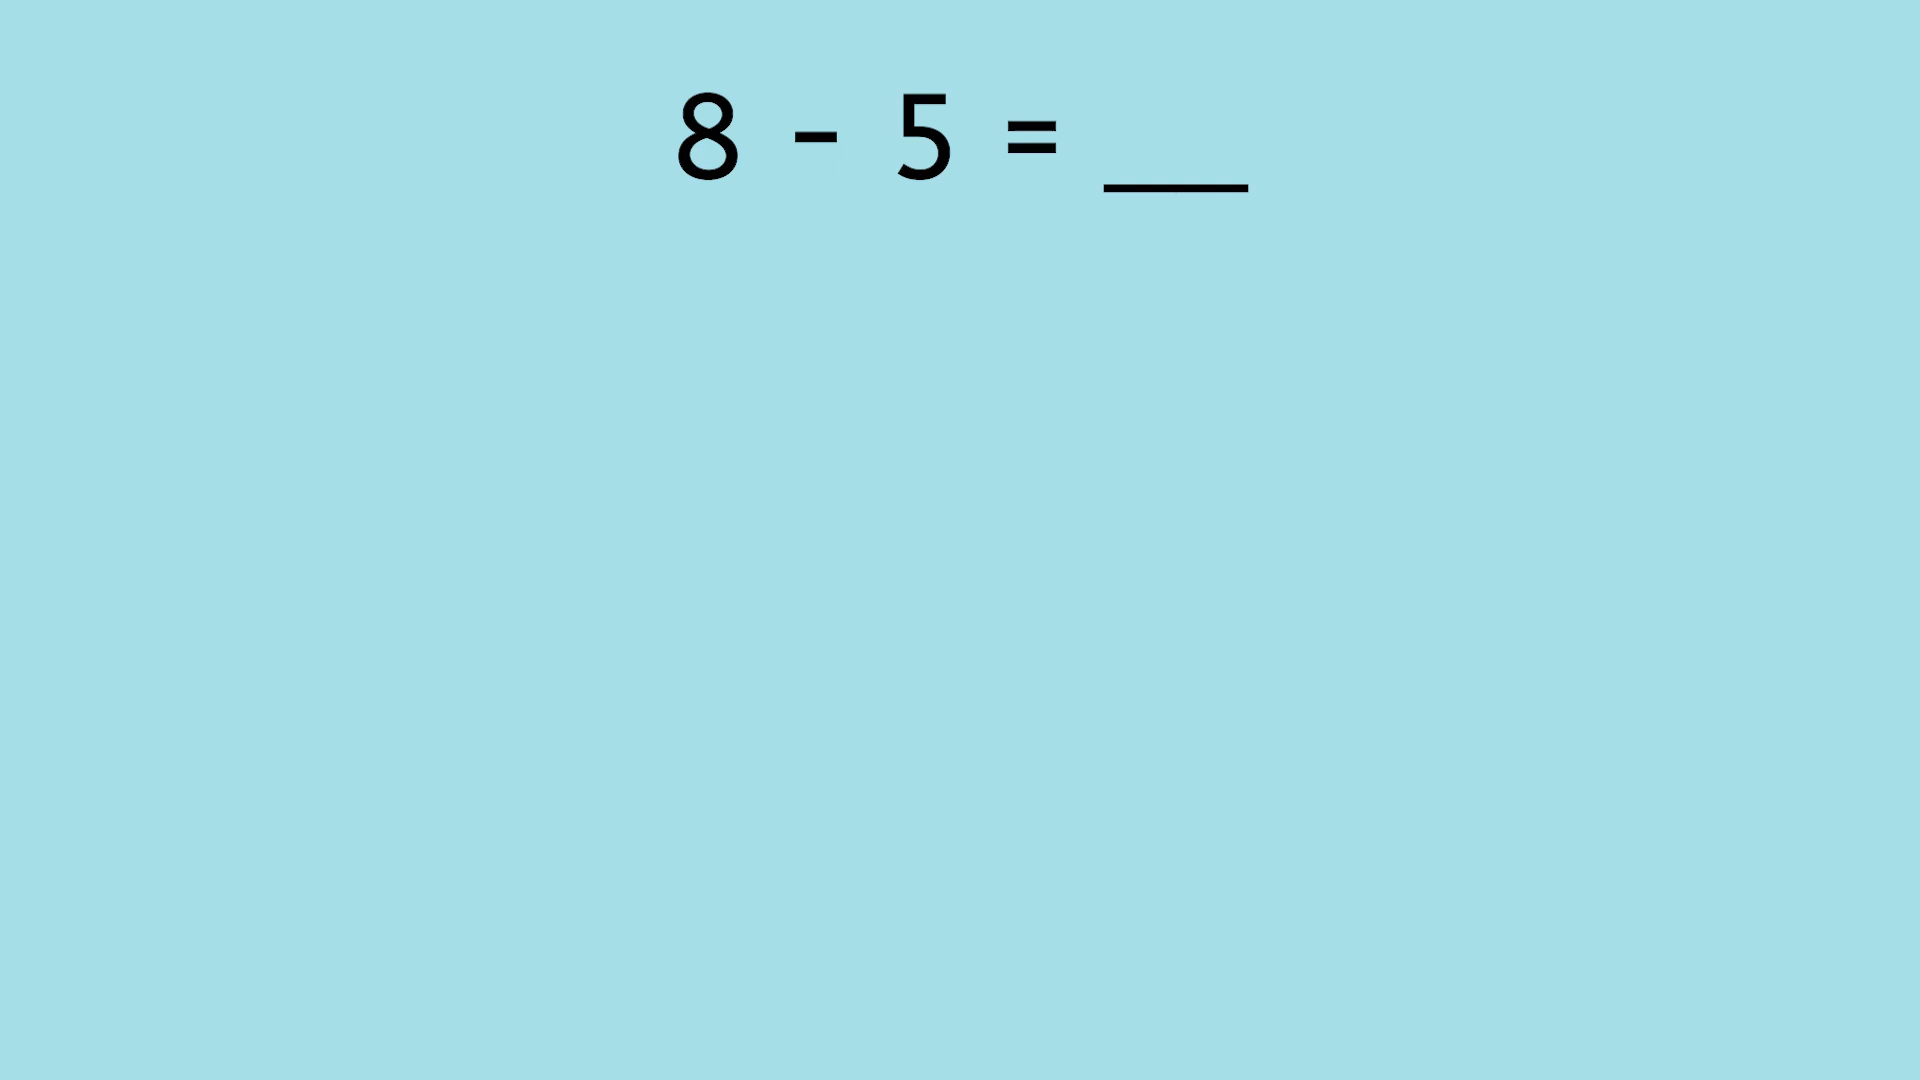 8 - 5 = ___